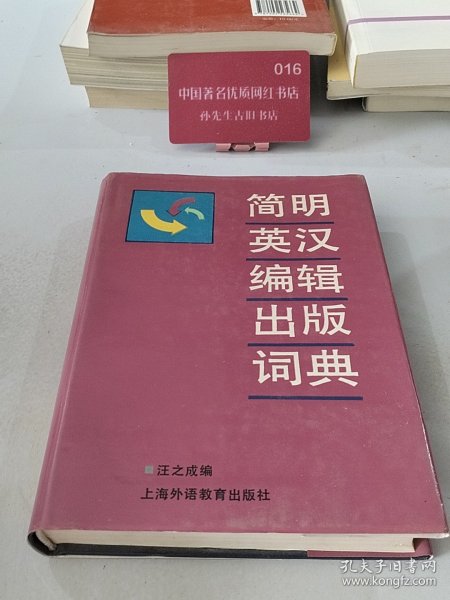 016
中国著名优质网红书店
孙先生古旧书店
简明
英汉
编辑
出版
词典
汪之成编
上海外语教育出版社
孔夫子旧书网
www.kongfz.com